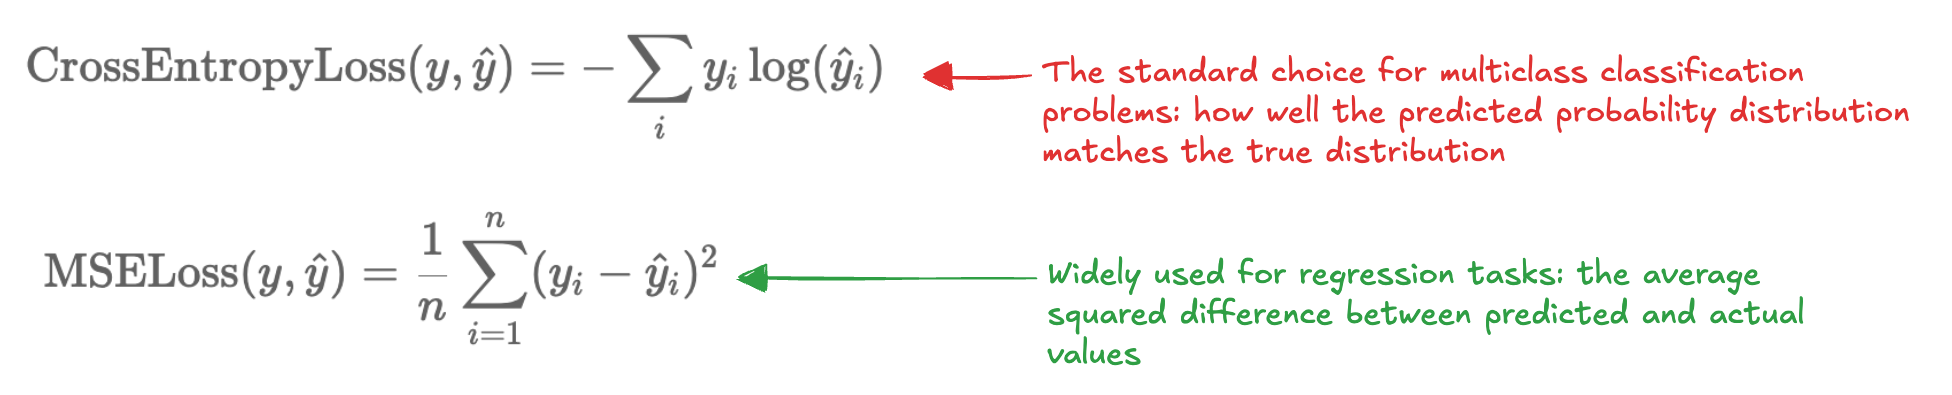 CrossEntropyLoss(y, ŷ) = − ∑_i y_i log(ŷ_i)
The standard choice for multiclass classification
problems: how well the predicted probability distribution
matches the true distribution
MSELoss(y, ŷ) = \frac{1}{n} ∑_{i=1}^{n} (y_i − ŷ_i)^2
Widely used for regression tasks: the average
squared difference between predicted and actual
values